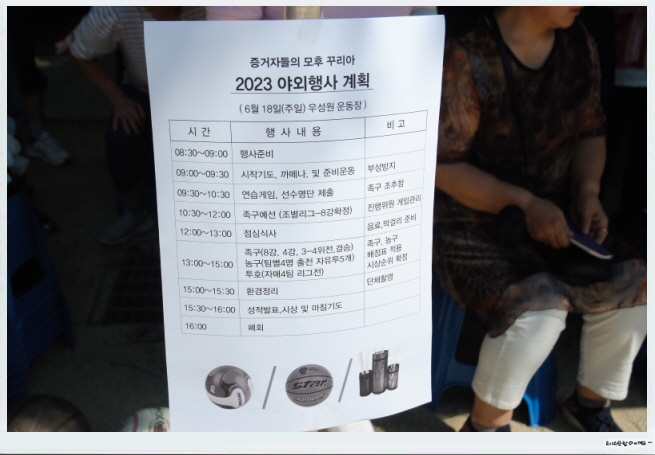 증거자들의 모후 꾸리아
2023 야외행사 계획
( 6월 18일(주일) 우성원 운동장 )
시 간 행 사 내 용 비 고
08:30~09:00 행사준비
09:00~09:30 시작기도, 까떼나, 및 준비운동 부상방지
09:30~10:30 연습게임, 선수명단 제출 족구 조추첨
10:30~12:00 족구예선 (조별리그-8강확정) 진행위원 게임관리
12:00~13:00 점심식사 음료,막걸리 준비
13:00~15:00 족구(8강, 4강, 3-4위전,결승) 족구, 농구
농구(팀별4명 출전 자유투5개) 배점표 적용
투호(자매4팀 리그전) 시상순위 확정
15:00~15:30 환경정리 단체촬영
15:30~16:00 성적발표,시상 및 마침기도
16:00 폐회
star